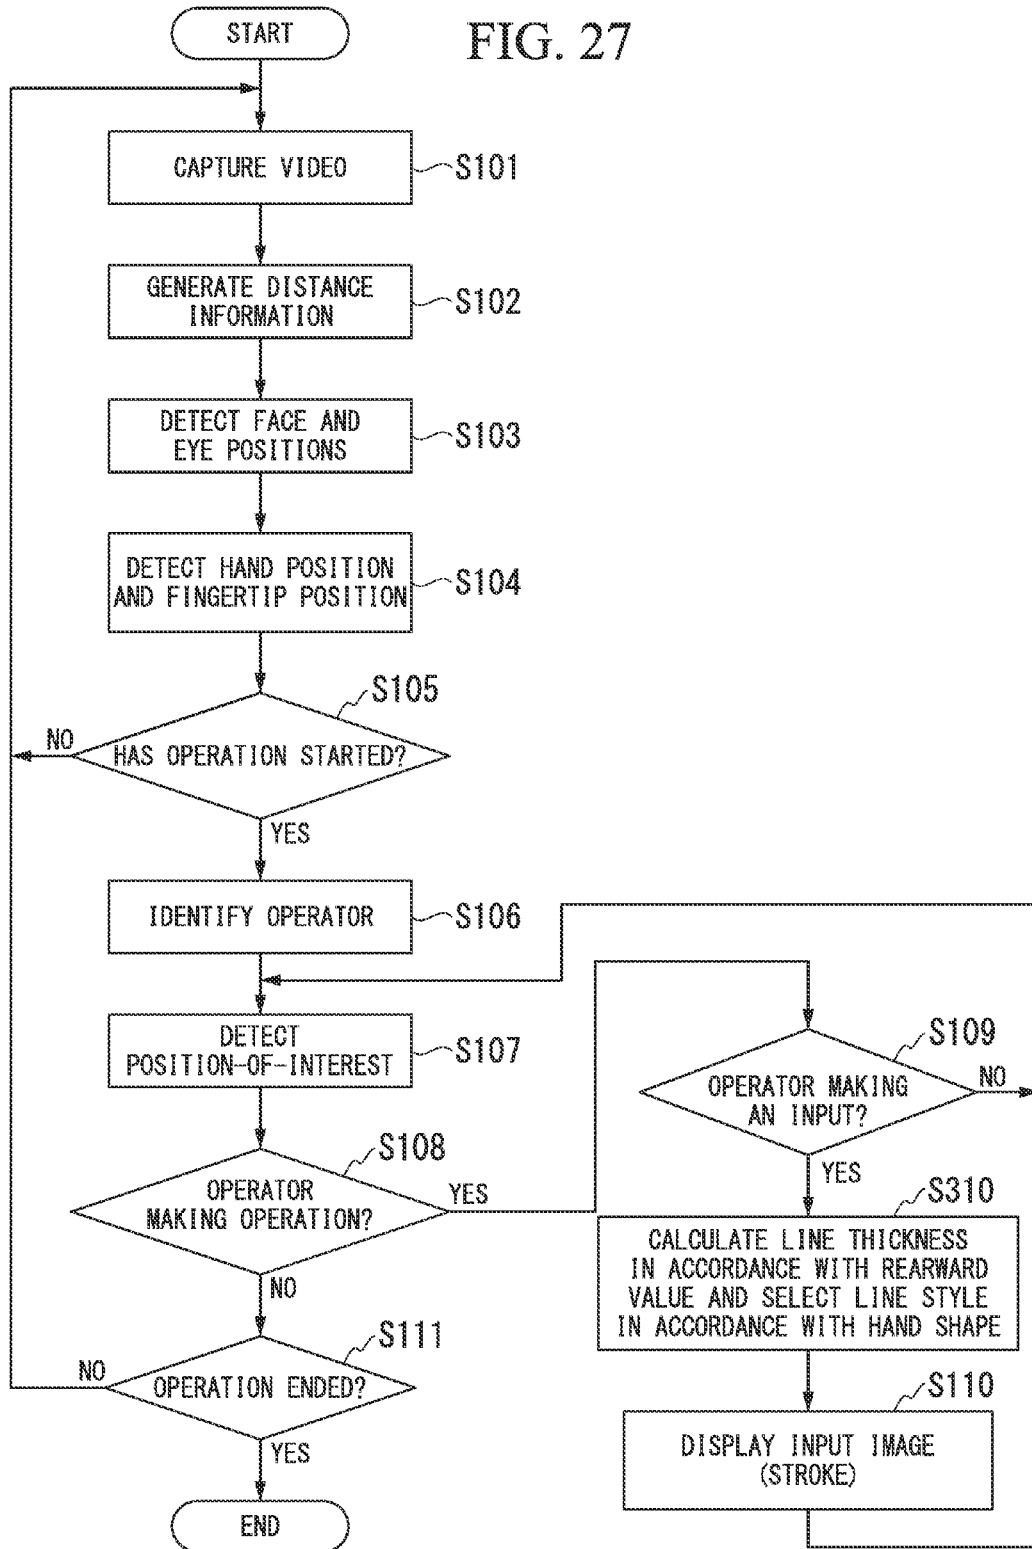 FIG. 27
START
CAPTURE VIDEO
S101
GENERATE DISTANCE
INFORMATION
S102
DETECT FACE AND
EYE POSITIONS
S103
DETECT HAND POSITION
AND FINGERTIP POSITION
S104
S105
HAS OPERATION STARTED?
NO
YES
IDENTIFY OPERATOR
S106
DETECT
POSITION-OF-INTEREST
S107
S108
OPERATOR
MAKING OPERATION?
YES
NO
S109
OPERATOR MAKING
AN INPUT?
NO
YES
S310
CALCULATE LINE THICKNESS
IN ACCORDANCE WITH REARWARD
VALUE AND SELECT LINE STYLE
IN ACCORDANCE WITH HAND SHAPE
S110
DISPLAY INPUT IMAGE
(STROKE)
S111
OPERATION ENDED?
NO
YES
END